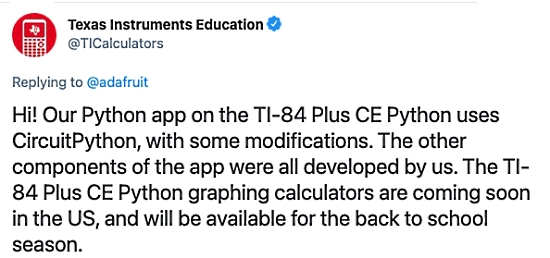 Texas Instruments Education
@TICalculators
Replying to @adafruit
Hi! Our Python app on the TI-84 Plus CE Python uses
CircuitPython, with some modifications. The other
components of the app were all developed by us. The TI-
84 Plus CE Python graphing calculators are coming soon
in the US, and will be available for the back to school
season.